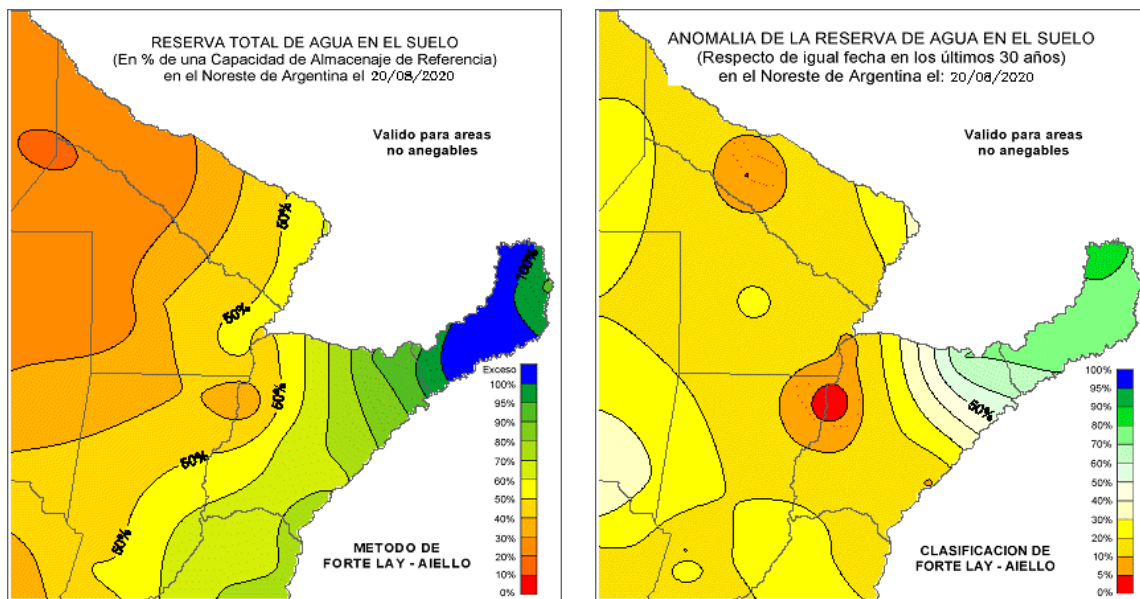 RESERVA TOTAL DE AGUA EN EL SUELO
(En % de una Capacidad de Almacenaje de Referencia)
en el Noreste de Argentina el 20/08/2020
Valido para areas
no anegables
50%
100%
50%
50%
50%
50%
Exceso
100%
95%
90%
80%
70%
60%
50%
40%
30%
20%
10%
0%
METODO DE
FORTE LAY - AIELLO
ANOMALIA DE LA RESERVA DE AGUA EN EL SUELO
(Respecto de igual fecha en los últimos 30 años)
en el Noreste de Argentina el: 20/08/2020
Valido para areas
no anegables
50%
100%
95%
90%
80%
70%
60%
50%
40%
30%
20%
10%
5%
0%
CLASIFICACION DE
FORTE LAY - AIELLO